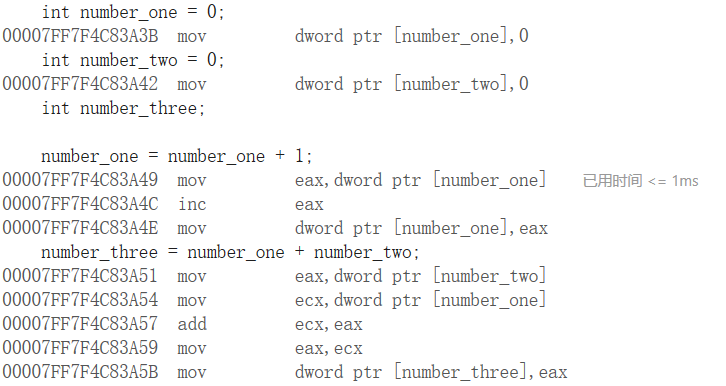 int number_one = 0;
00007FF7F4C83A3B mov dword ptr [number_one],0
int number_two = 0;
00007FF7F4C83A42 mov dword ptr [number_two],0
int number_three;
number_one = number_one + 1;
00007FF7F4C83A49 mov eax,dword ptr [number_one] 已用时间 <= 1ms
00007FF7F4C83A4C inc eax
00007FF7F4C83A4E mov dword ptr [number_one],eax
number_three = number_one + number_two;
00007FF7F4C83A51 mov eax,dword ptr [number_two]
00007FF7F4C83A54 mov ecx,dword ptr [number_one]
00007FF7F4C83A57 add ecx,eax
00007FF7F4C83A59 mov eax,ecx
00007FF7F4C83A5B mov dword ptr [number_three],eax